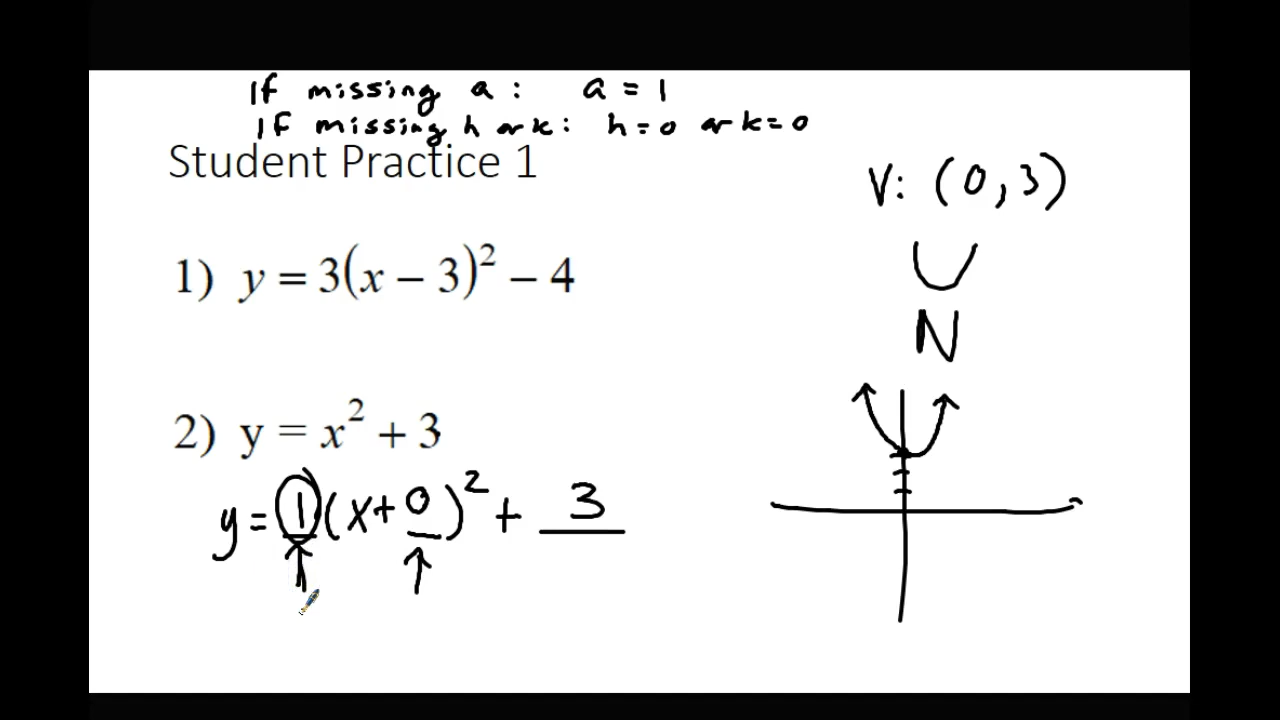 If missing a: a = 1
If missing h or k: h=0 or k=0
Student Practice 1
V: (0,3)
1) y = 3(x − 3)² − 4
N
2) y = x² + 3
y = 1(x+0)² + 3